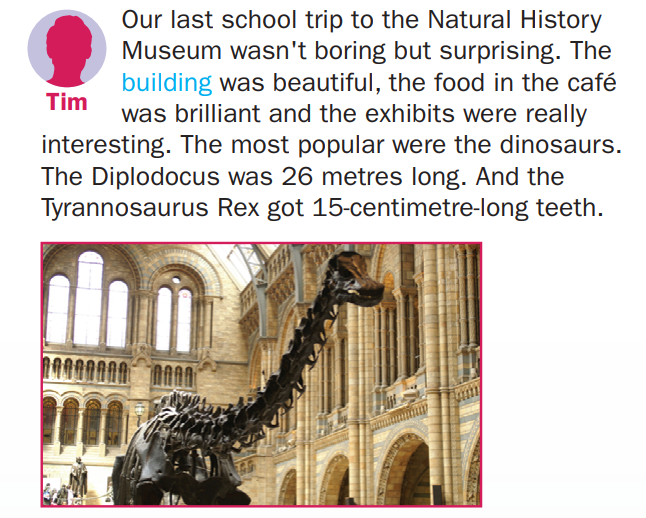 Our last school trip to the Natural History
Museum wasn't boring but surprising. The
building was beautiful, the food in the café
Tim
was brilliant and the exhibits were really
interesting. The most popular were the dinosaurs.
The Diplodocus was 26 metres long. And the
Tyrannosaurus Rex got 15-centimetre-long teeth.